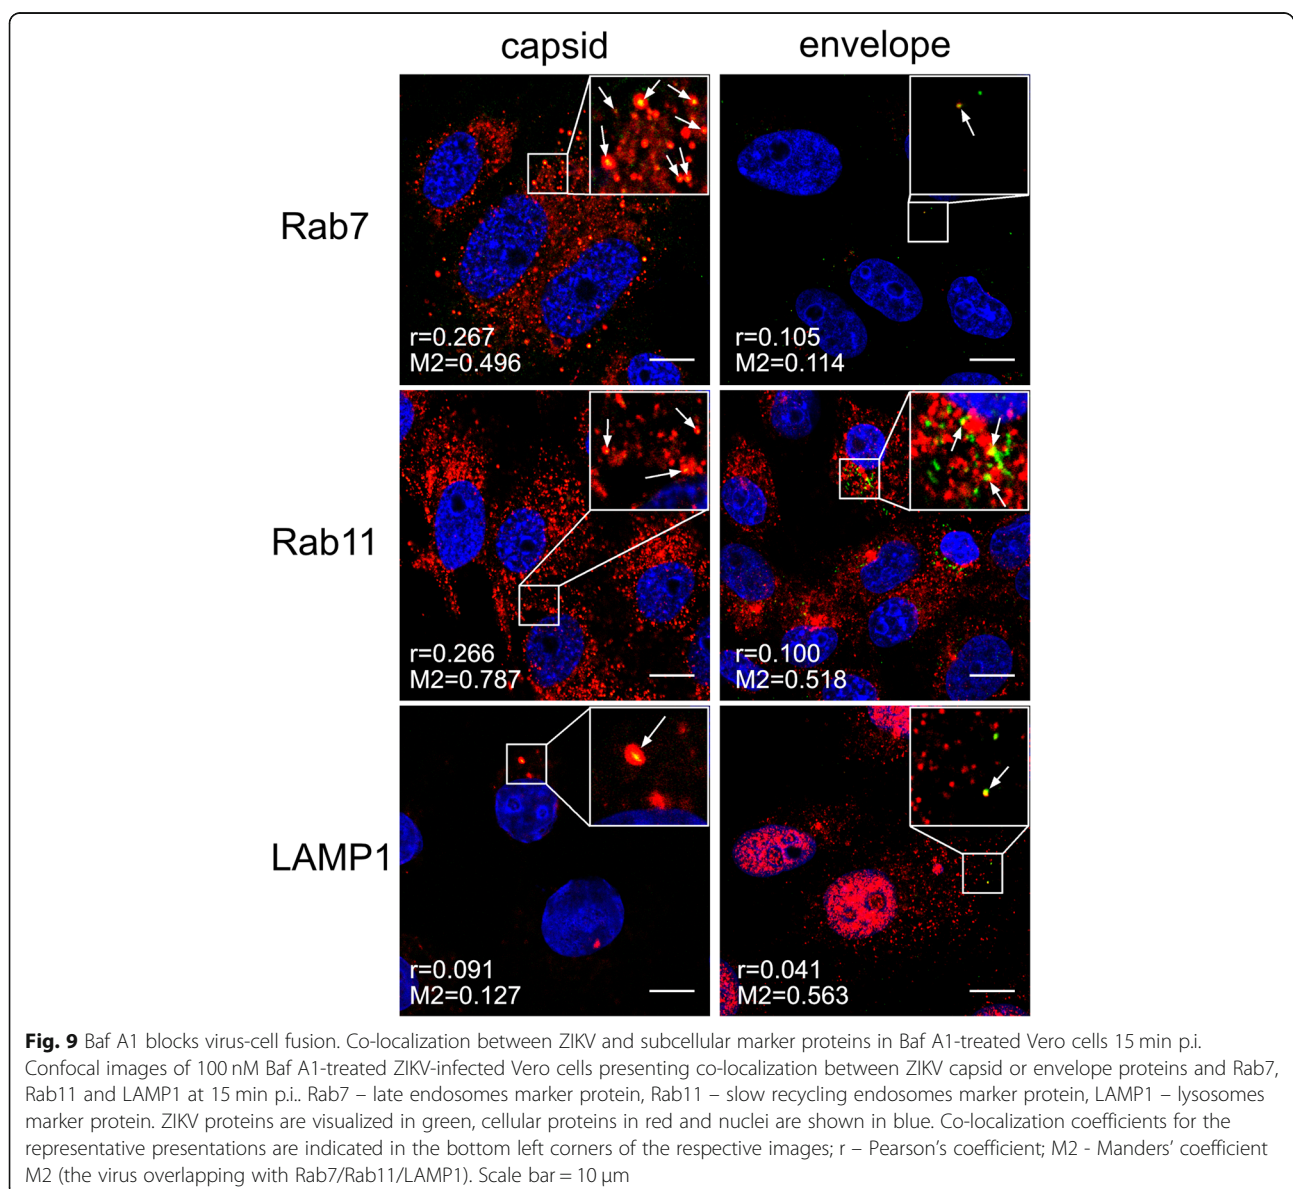 capsid envelope
Rab7
r=0.267
M2=0.496
r=0.105
M2=0.114
Rab11
r=0.266
M2=0.787
r=0.100
M2=0.518
LAMP1
r=0.091
M2=0.127
r=0.041
M2=0.563
Fig. 9 Baf A1 blocks virus-cell fusion. Co-localization between ZIKV and subcellular marker proteins in Baf A1-treated Vero cells 15 min p.i.
Confocal images of 100 nM Baf A1-treated ZIKV-infected Vero cells presenting co-localization between ZIKV capsid or envelope proteins and Rab7,
Rab11 and LAMP1 at 15 min p.i.. Rab7 – late endosomes marker protein, Rab11 – slow recycling endosomes marker protein, LAMP1 – lysosomes
marker protein. ZIKV proteins are visualized in green, cellular proteins in red and nuclei are shown in blue. Co-localization coefficients for the
representative presentations are indicated in the bottom left corners of the respective images; r – Pearson's coefficient; M2 - Manders' coefficient
M2 (the virus overlapping with Rab7/Rab11/LAMP1). Scale bar = 10 μm